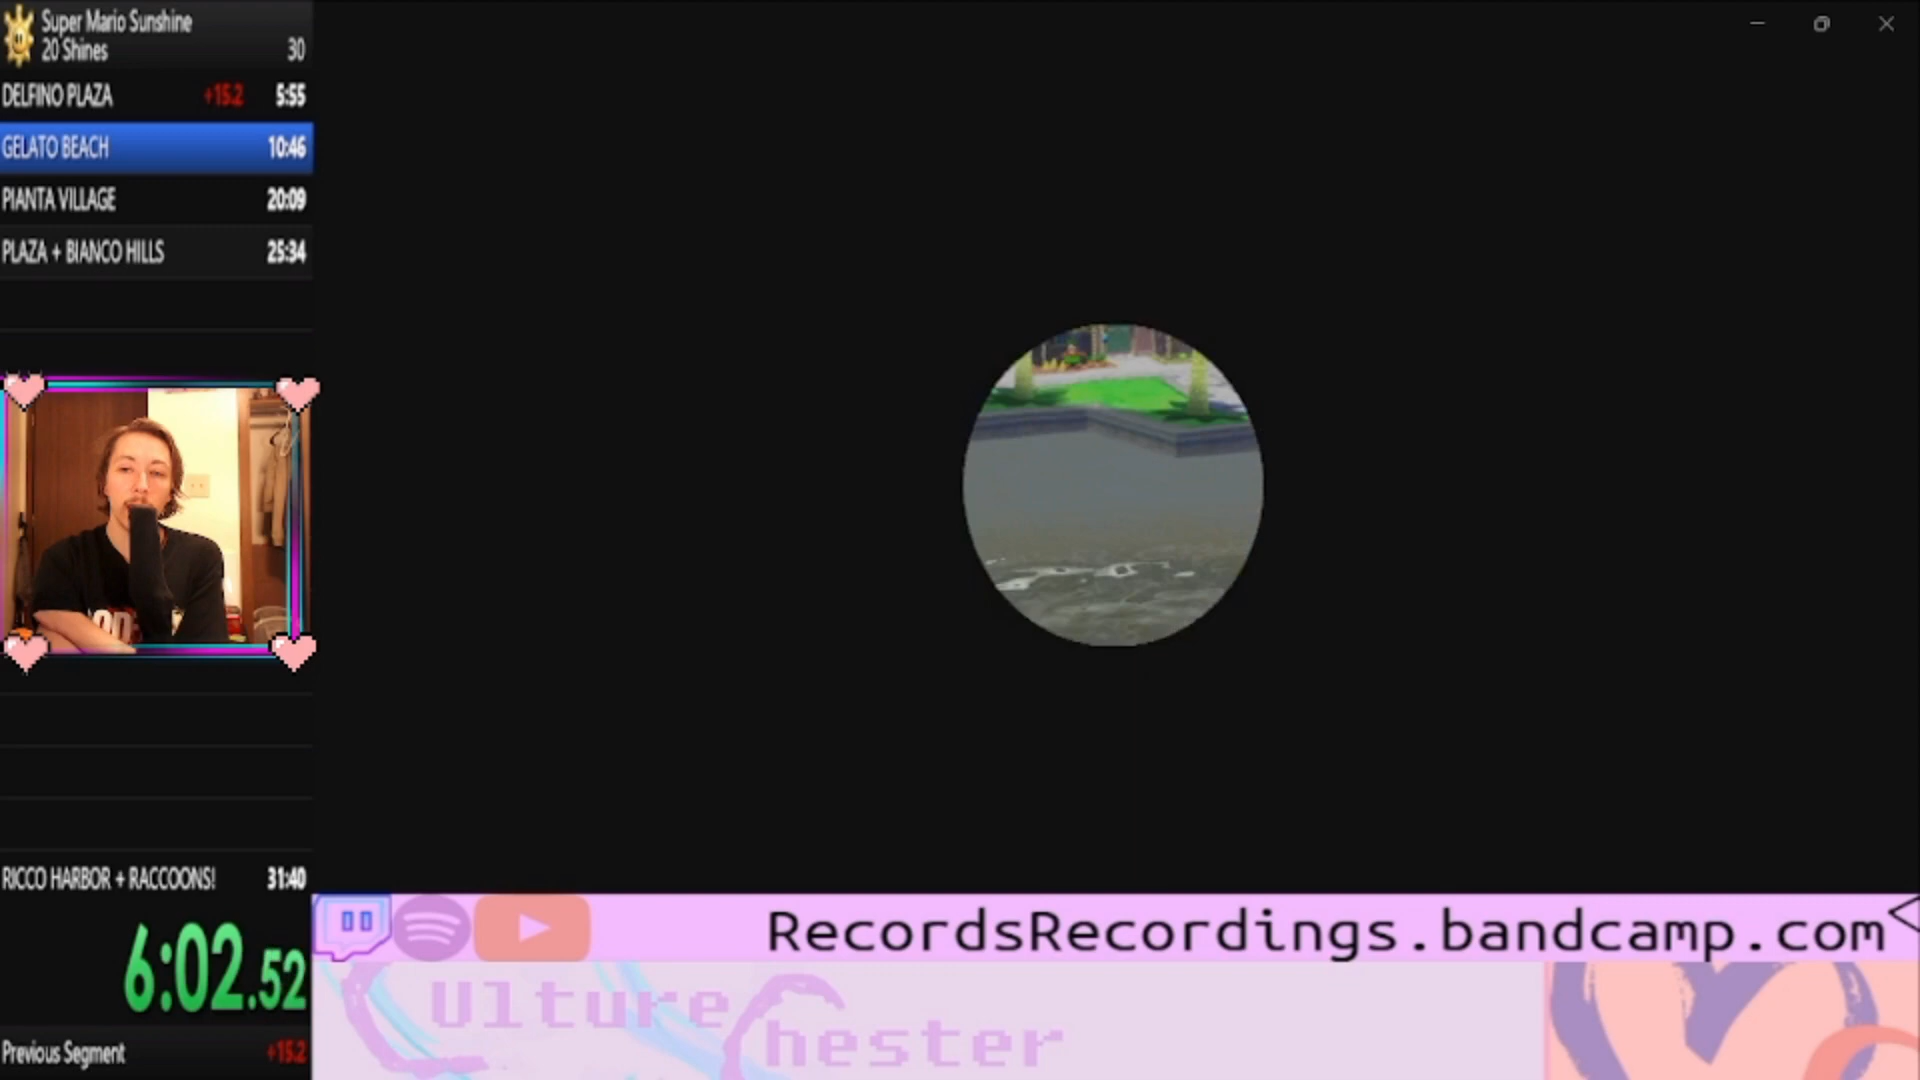 Super Mario Sunshine
20 Shines 30
DELFINO PLAZA +15.2 5:55
GELATO BEACH 10:46
PIANTA VILLAGE 20:09
PLAZA + BIANCO HILLS 25:34
RICCO HARBOR + RACCOONS! 31:40
6:02.52
Previous Segment +15.2
RecordsRecordings.bandcamp.com
Culture
Chester